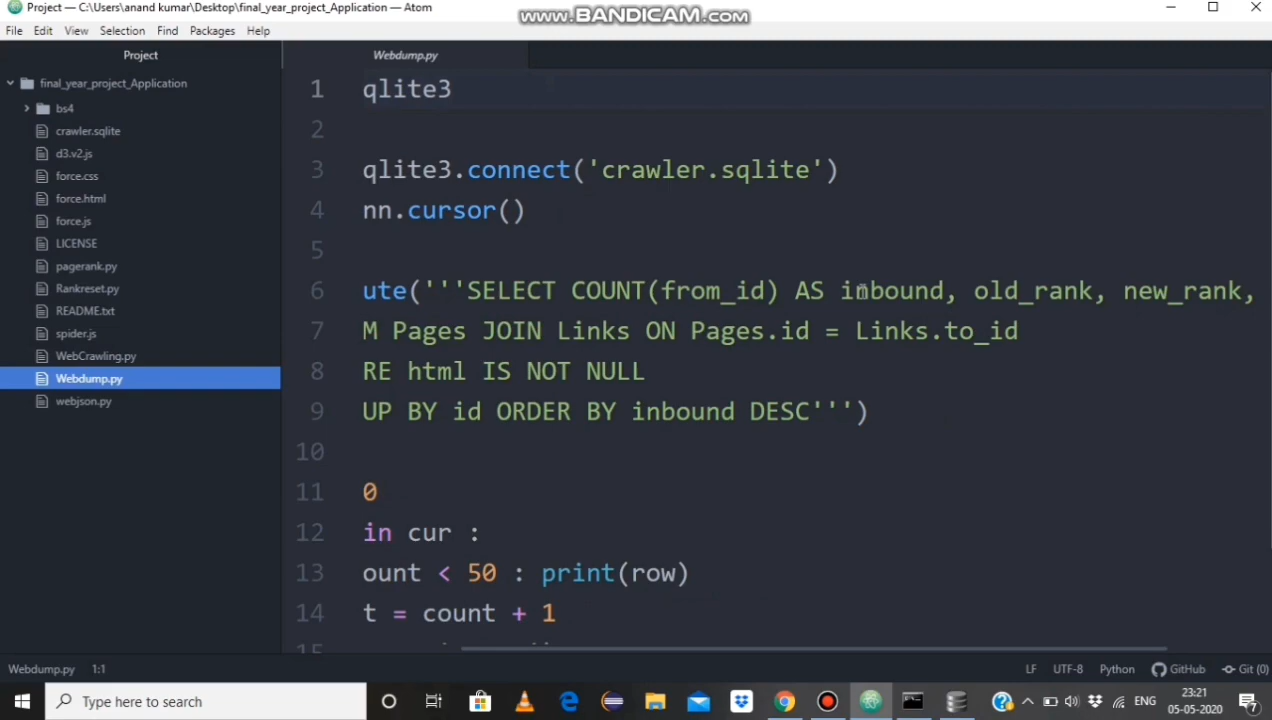 Project — C:\Users\anand kumar\Desktop\final_year_project_Application — Atom
www.BANDICAM.com
File Edit View Selection Find Packages Help
Project
Webdump.py
final_year_project_Application
bs4
crawler.sqlite
d3.v2.js
force.css
force.html
force.js
LICENSE
pagerank.py
Rankreset.py
README.txt
spider.js
WebCrawling.py
Webdump.py
webjson.py
1 qlite3
2
3 qlite3.connect('crawler.sqlite')
4 nn.cursor()
5
6 ute('''SELECT COUNT(from_id) AS inbound, old_rank, new_rank,
7 M Pages JOIN Links ON Pages.id = Links.to_id
8 RE html IS NOT NULL
9 UP BY id ORDER BY inbound DESC''')
10
11 0
12 in cur :
13 ount < 50 : print(row)
14 t = count + 1
15
Webdump.py 1:1 LF UTF-8 Python GitHub Git (0)
Type here to search
ENG
23:21
05-05-2020
7